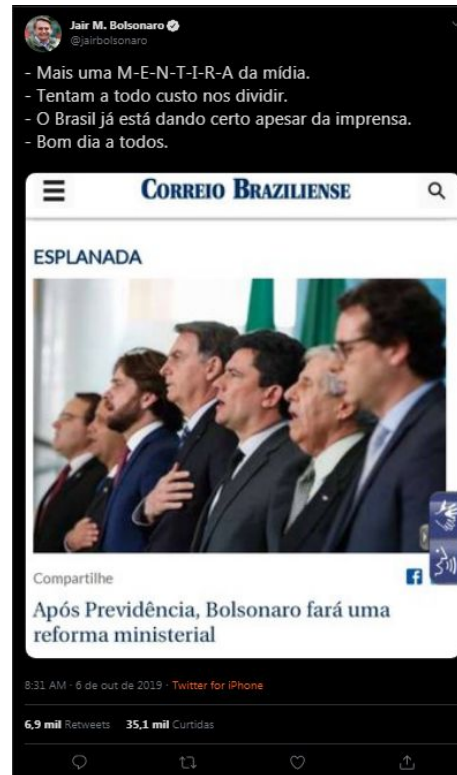 Jair M. Bolsonaro
@jairbolsonaro
- Mais uma M-E-N-T-I-R-A da mídia.
- Tentam a todo custo nos dividir.
- O Brasil já está dando certo apesar da imprensa.
- Bom dia a todos.
CORREIO BRAZILIENSE
ESPLANADA
Compartilhe
Após Previdência, Bolsonaro fará uma
reforma ministerial
8:31 AM · 6 de out de 2019 · Twitter for iPhone
6,9 mil Retweets 35,1 mil Curtidas